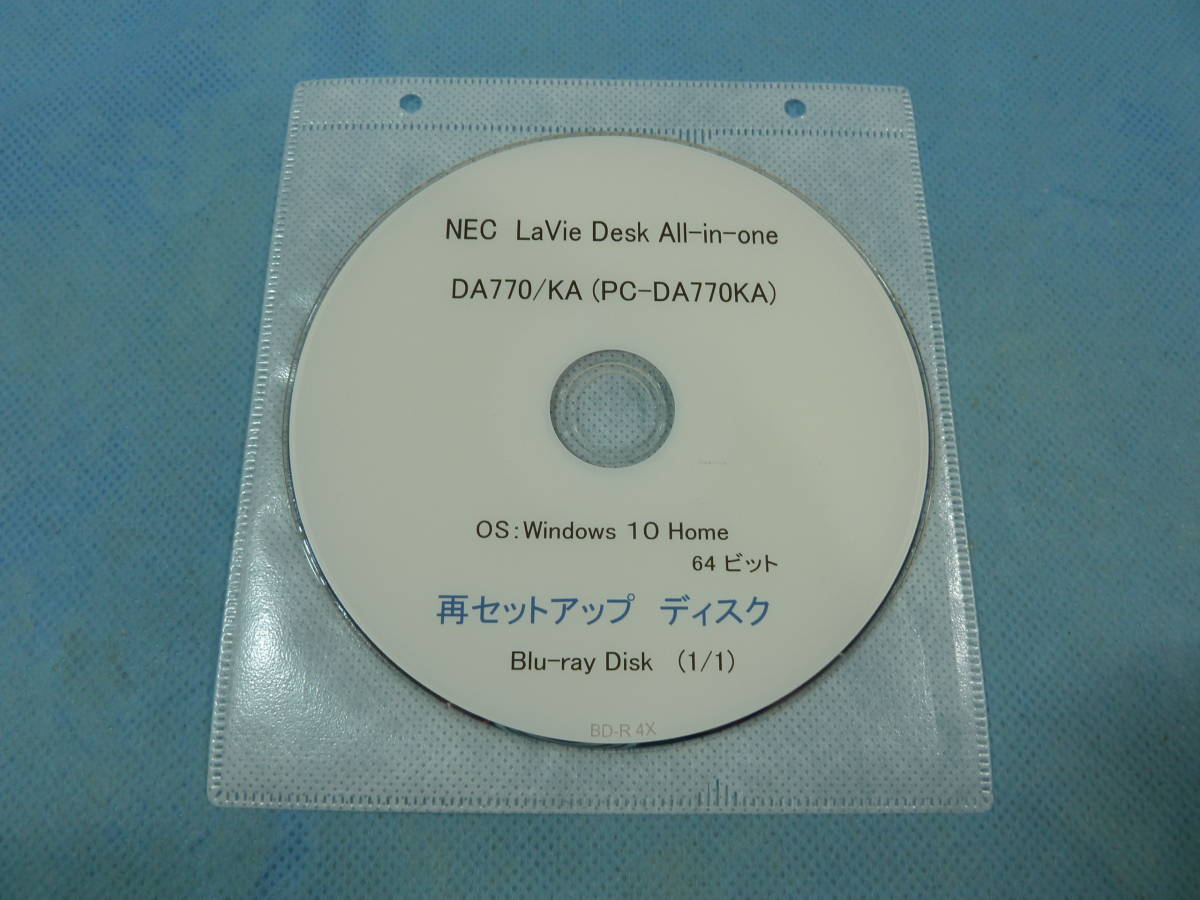 NEC LaVie Desk All-in-one
DA770/KA (PC-DA770KA)
OS:Windows 10 Home
64 ビット
再セットアップ ディスク
Blu-ray Disk (1/1)
BD-R 4X